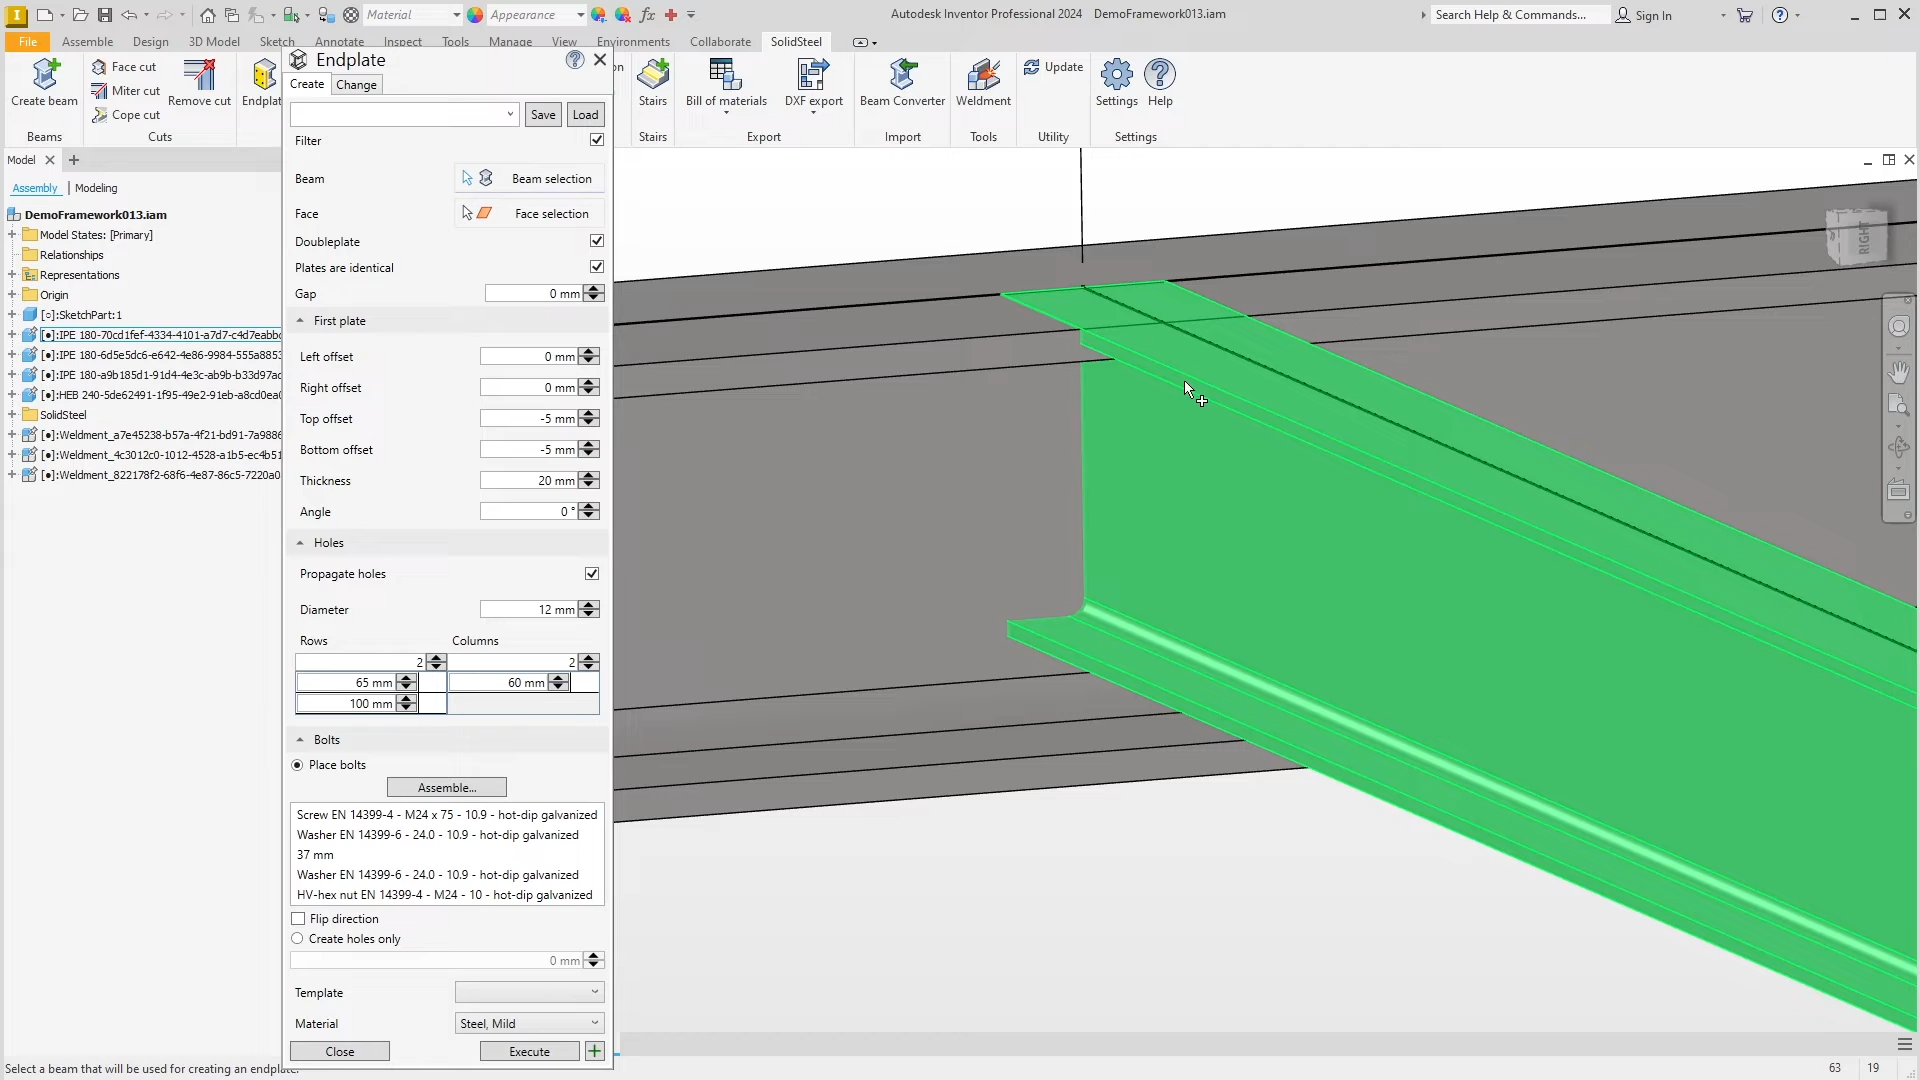 Material
Appearance
Autodesk Inventor Professional 2024 DemoFramework013.iam
Search Help & Commands...
Sign In
File
Assemble
Design
3D Model
Sketch
Annotate
Inspect
Tools
Manage
View
Environments
Collaborate
SolidSteel
Create beam
Beams
Face cut
Miter cut
Cope cut
Remove cut
Cuts
Endplat
Stairs
Stairs
Bill of materials
DXF export
Export
Beam Converter
Import
Weldment
Tools
Update
Utility
Settings
Help
Settings
Model
Assembly
Modeling
DemoFramework013.iam
Model States: [Primary]
Relationships
Representations
Origin
[○]:SketchPart:1
[•]:IPE 180-70cd1fef-4334-4101-a7d7-c4d7eabbc
[•]:IPE 180-6d5e5dc6-e642-4e86-9984-555a8853
[•]:IPE 180-a9b185d1-91d4-4e3c-ab9b-b33d97ac
[•]:HEB 240-5de62491-1f95-49e2-91eb-a8cd0ea0
SolidSteel
[•]:Weldment_a7e45238-b57a-4f21-bd91-7a9886
[•]:Weldment_4c3012c0-1012-4528-a1b5-ec4b51
[•]:Weldment_822178f2-68f6-4e87-86c5-7220a0
Endplate
Create
Change
Save
Load
Filter
Beam
Beam selection
Face
Face selection
Doubleplate
Plates are identical
Gap
0 mm
First plate
Left offset
0 mm
Right offset
0 mm
Top offset
-5 mm
Bottom offset
-5 mm
Thickness
20 mm
Angle
0 °
Holes
Propagate holes
Diameter
12 mm
Rows
Columns
2
2
65 mm
60 mm
100 mm
Bolts
Place bolts
Assemble...
Screw EN 14399-4 - M24 x 75 - 10.9 - hot-dip galvanized
Washer EN 14399-6 - 24.0 - 10.9 - hot-dip galvanized
37 mm
Washer EN 14399-6 - 24.0 - 10.9 - hot-dip galvanized
HV-hex nut EN 14399-4 - M24 - 10 - hot-dip galvanized
Flip direction
Create holes only
0 mm
Template
Material
Steel, Mild
Close
Execute
RIGHT
Select a beam that will be used for creating an endplate.
63
19